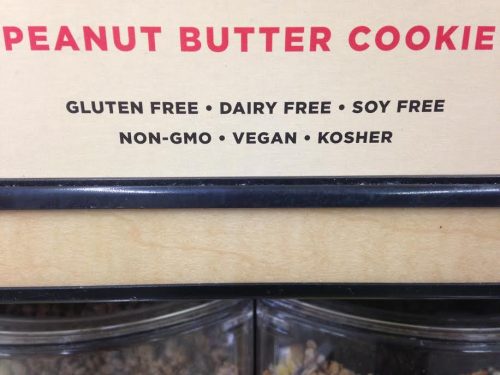 PEANUT BUTTER COOKIE
GLUTEN FREE • DAIRY FREE • SOY FREE
NON-GMO • VEGAN • KOSHER